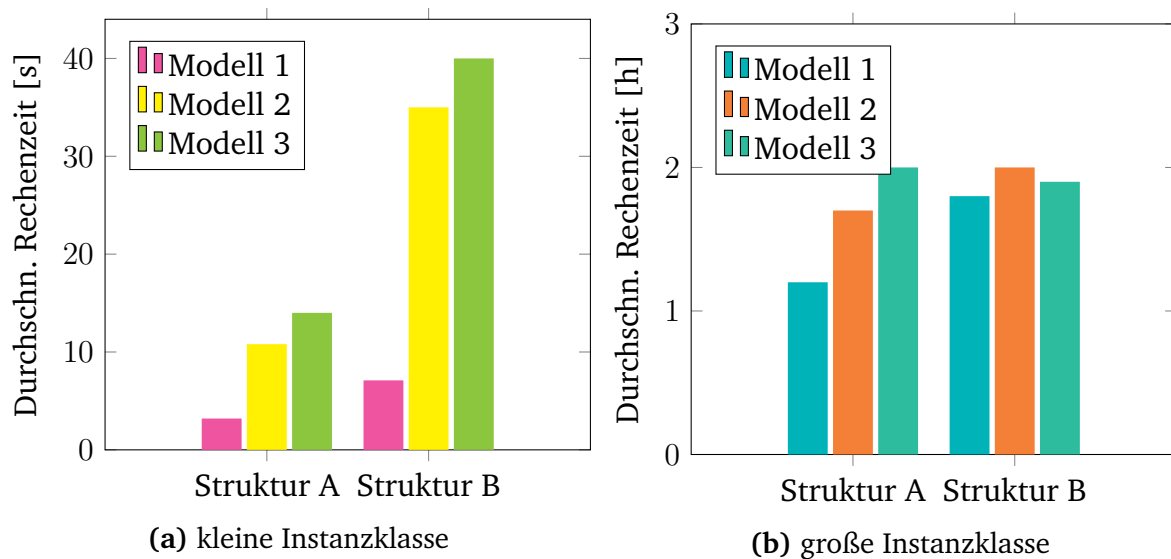 Durchschn. Rechenzeit [s]
40
30
20
10
0
Modell 1
Modell 2
Modell 3
Struktur A
Struktur B
(a) kleine Instanzklasse
Durchschn. Rechenzeit [h]
3
2
1
0
Modell 1
Modell 2
Modell 3
Struktur A
Struktur B
(b) große Instanzklasse